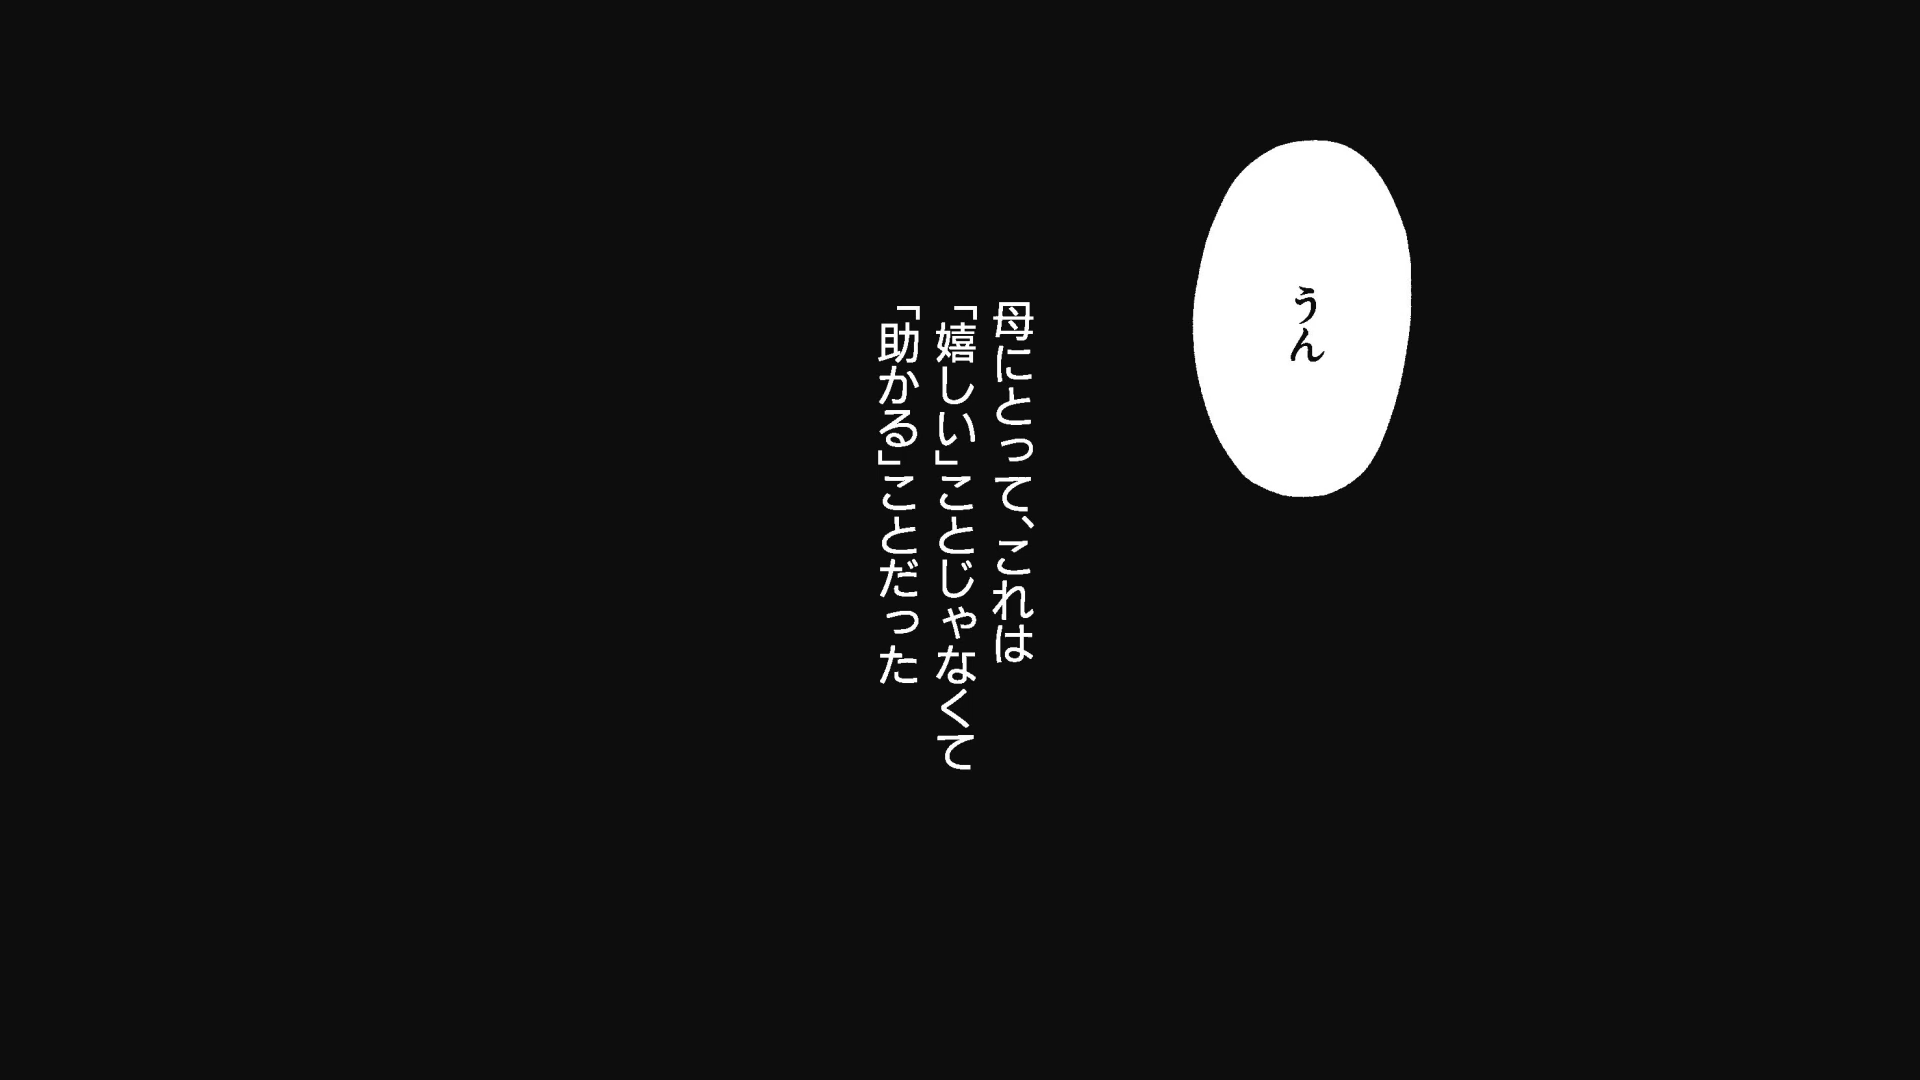 うん
母にとって、これは
「嬉しい」ことじゃなくて
「助かる」ことだった